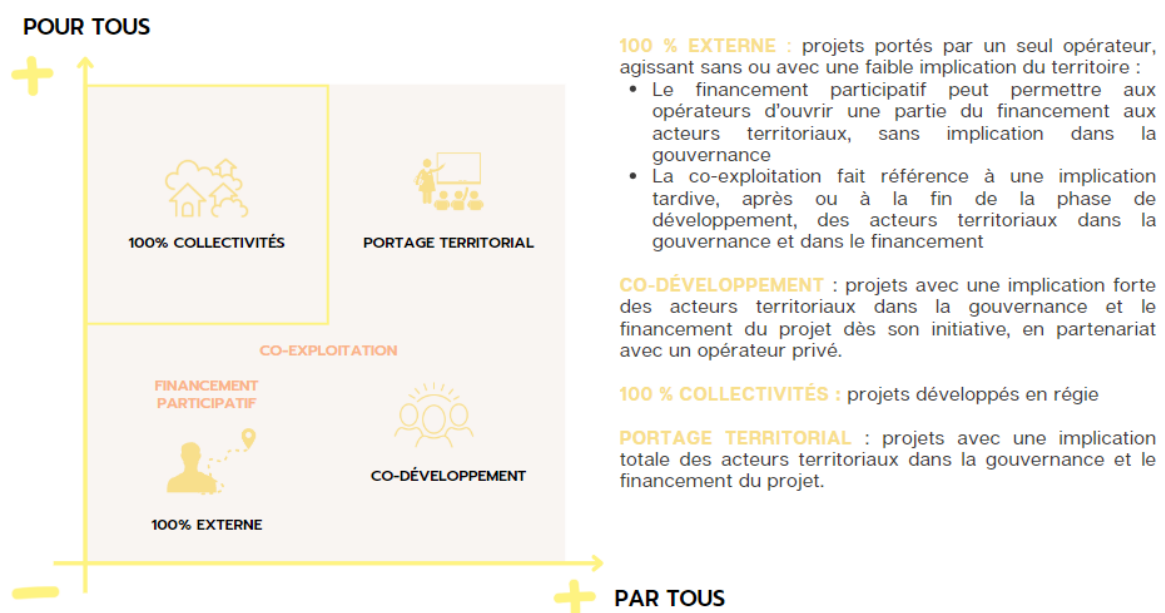 POUR TOUS
100% COLLECTIVITÉS
PORTAGE TERRITORIAL
CO-EXPLOITATION
FINANCEMENT
PARTICIPATIF
CO-DÉVELOPPEMENT
100% EXTERNE
PAR TOUS
100 % EXTERNE : projets portés par un seul opérateur,
agissant sans ou avec une faible implication du territoire :
• Le financement participatif peut permettre aux
opérateurs d'ouvrir une partie du financement aux
acteurs territoriaux, sans implication dans la
gouvernance
• La co-exploitation fait référence à une implication
tardive, après ou à la fin de la phase de
développement, des acteurs territoriaux dans la
gouvernance et dans le financement
CO-DÉVELOPPEMENT : projets avec une implication forte
des acteurs territoriaux dans la gouvernance et le
financement du projet dès son initiative, en partenariat
avec un opérateur privé.
100 % COLLECTIVITÉS : projets développés en régie
PORTAGE TERRITORIAL : projets avec une implication
totale des acteurs territoriaux dans la gouvernance et le
financement du projet.